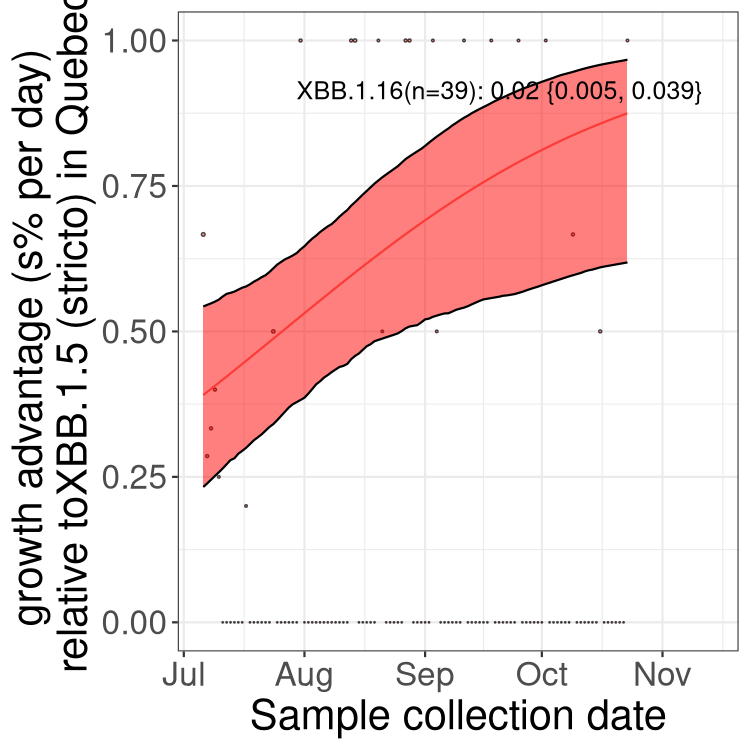 growth advantage (s% per day)
relative toXBB.1.5 (stricto) in Quebec
1.00
0.75
0.50
0.25
0.00
XBB.1.16(n=39): 0.02 {0.005, 0.039}
Jul Aug Sep Oct Nov
Sample collection date